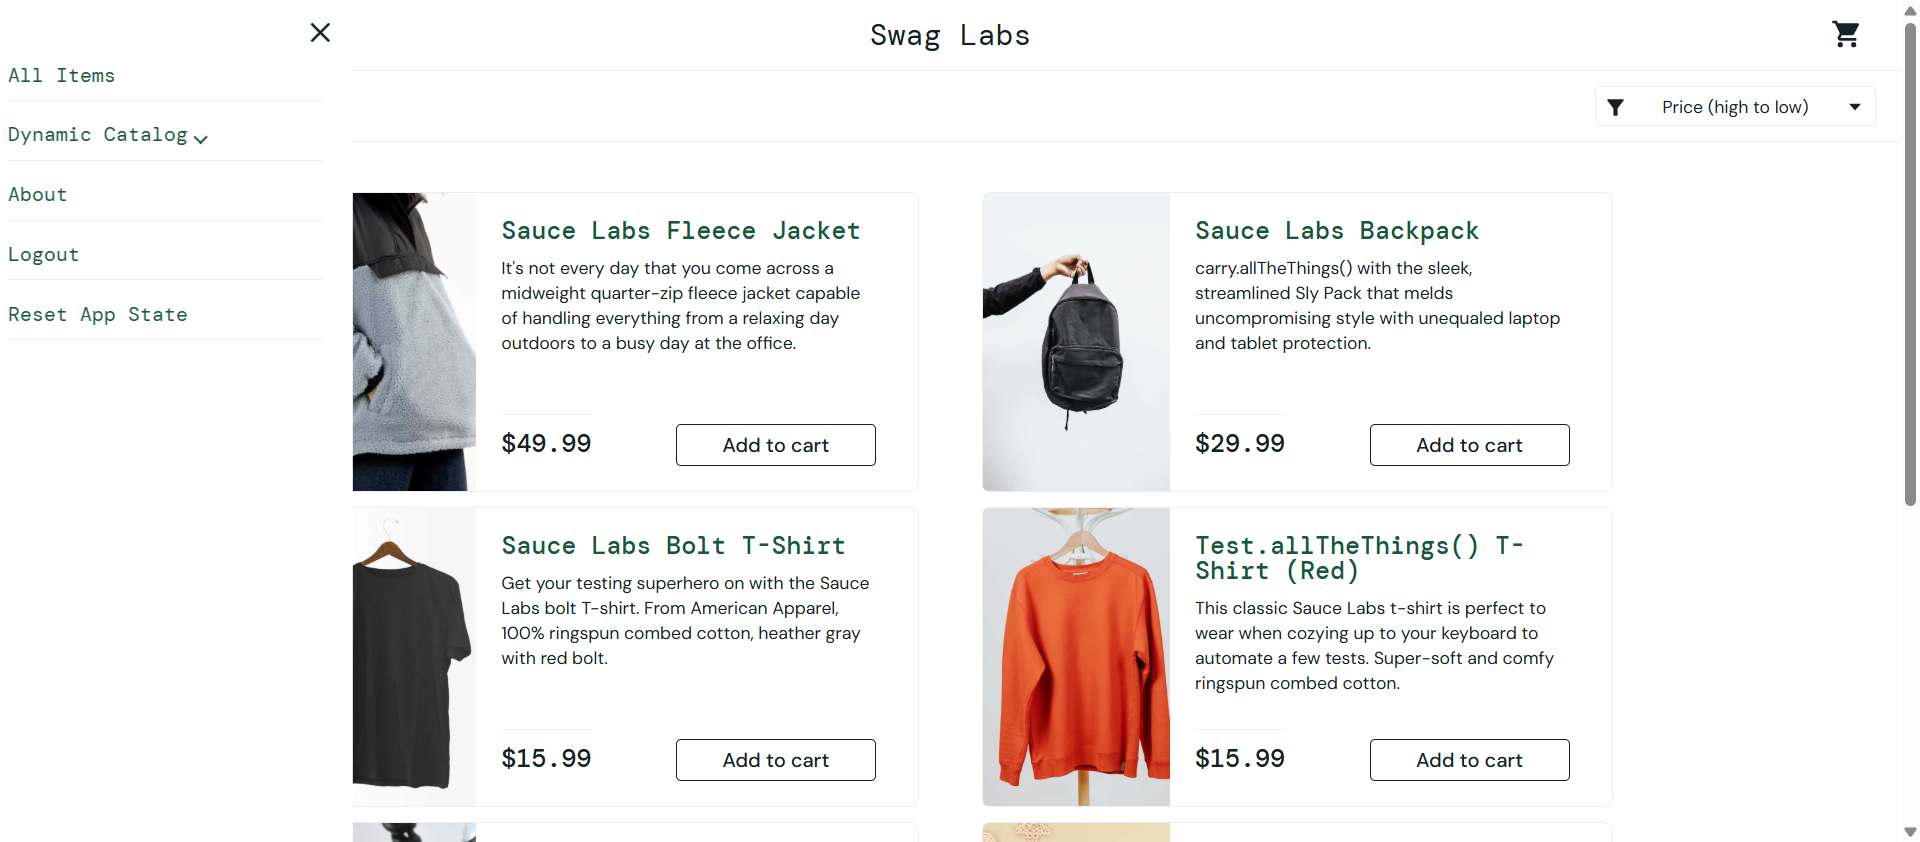 Swag Labs
All Items
Dynamic Catalog
About
Logout
Reset App State
Price (high to low)
Sauce Labs Fleece Jacket
It's not every day that you come across a
midweight quarter-zip fleece jacket capable
of handling everything from a relaxing day
outdoors to a busy day at the office.
$49.99
Add to cart
Sauce Labs Backpack
carry.allTheThings() with the sleek,
streamlined Sly Pack that melds
uncompromising style with unequaled laptop
and tablet protection.
$29.99
Add to cart
Sauce Labs Bolt T-Shirt
Get your testing superhero on with the Sauce
Labs bolt T-shirt. From American Apparel,
100% ringspun combed cotton, heather gray
with red bolt.
$15.99
Add to cart
Test.allTheThings() T-
Shirt (Red)
This classic Sauce Labs t-shirt is perfect to
wear when cozying up to your keyboard to
automate a few tests. Super-soft and comfy
ringspun combed cotton.
$15.99
Add to cart